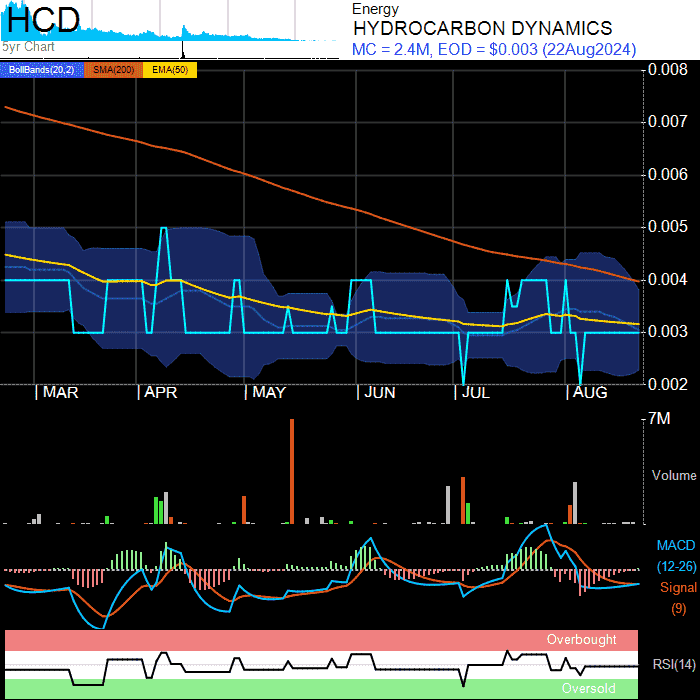 HCD
5yr Chart
Energy
HYDROCARBON DYNAMICS
MC = 2.4M, EOD = $0.003 (22Aug2024)
BollBands(20,2) SMA(200) EMA(50)
0.008
0.007
0.006
0.005
0.004
0.003
0.002
MAR APR MAY JUN JUL AUG
7M
Volume
MACD
(12-26)
Signal
(9)
Overbought
RSI(14)
Oversold